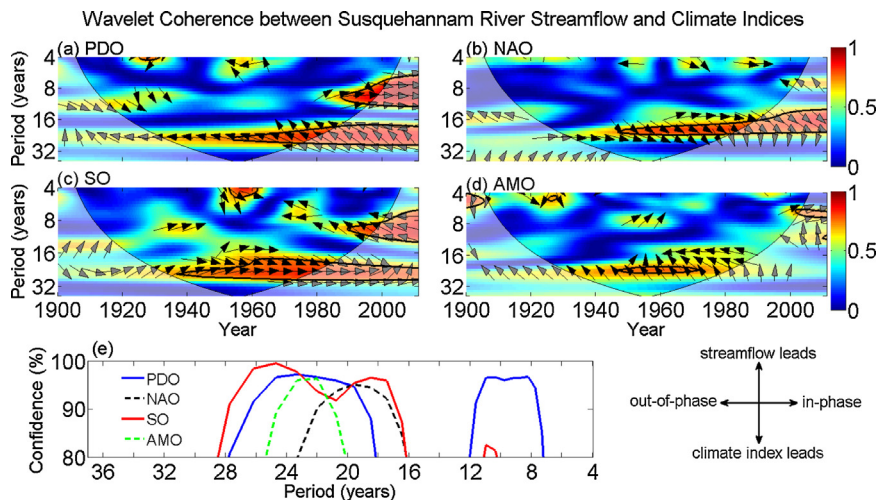 Wavelet Coherence between Susquehannam River Streamflow and Climate Indices
(a) PDO
(b) NAO
Period (years)
4
8
16
32
4
8
16
32
1
0.5
0
(c) SO
(d) AMO
Period (years)
4
8
16
32
4
8
16
32
1
0.5
0
1900 1920 1940 1960 1980 1900 1920 1940 1960 1980 2000
Year
Year
(e)
Confidence (%)
100
95
90
85
80
PDO
NAO
SO
AMO
36 32 28 24 20 16 12 8 4
Period (years)
streamflow leads
out-of-phase
in-phase
climate index leads